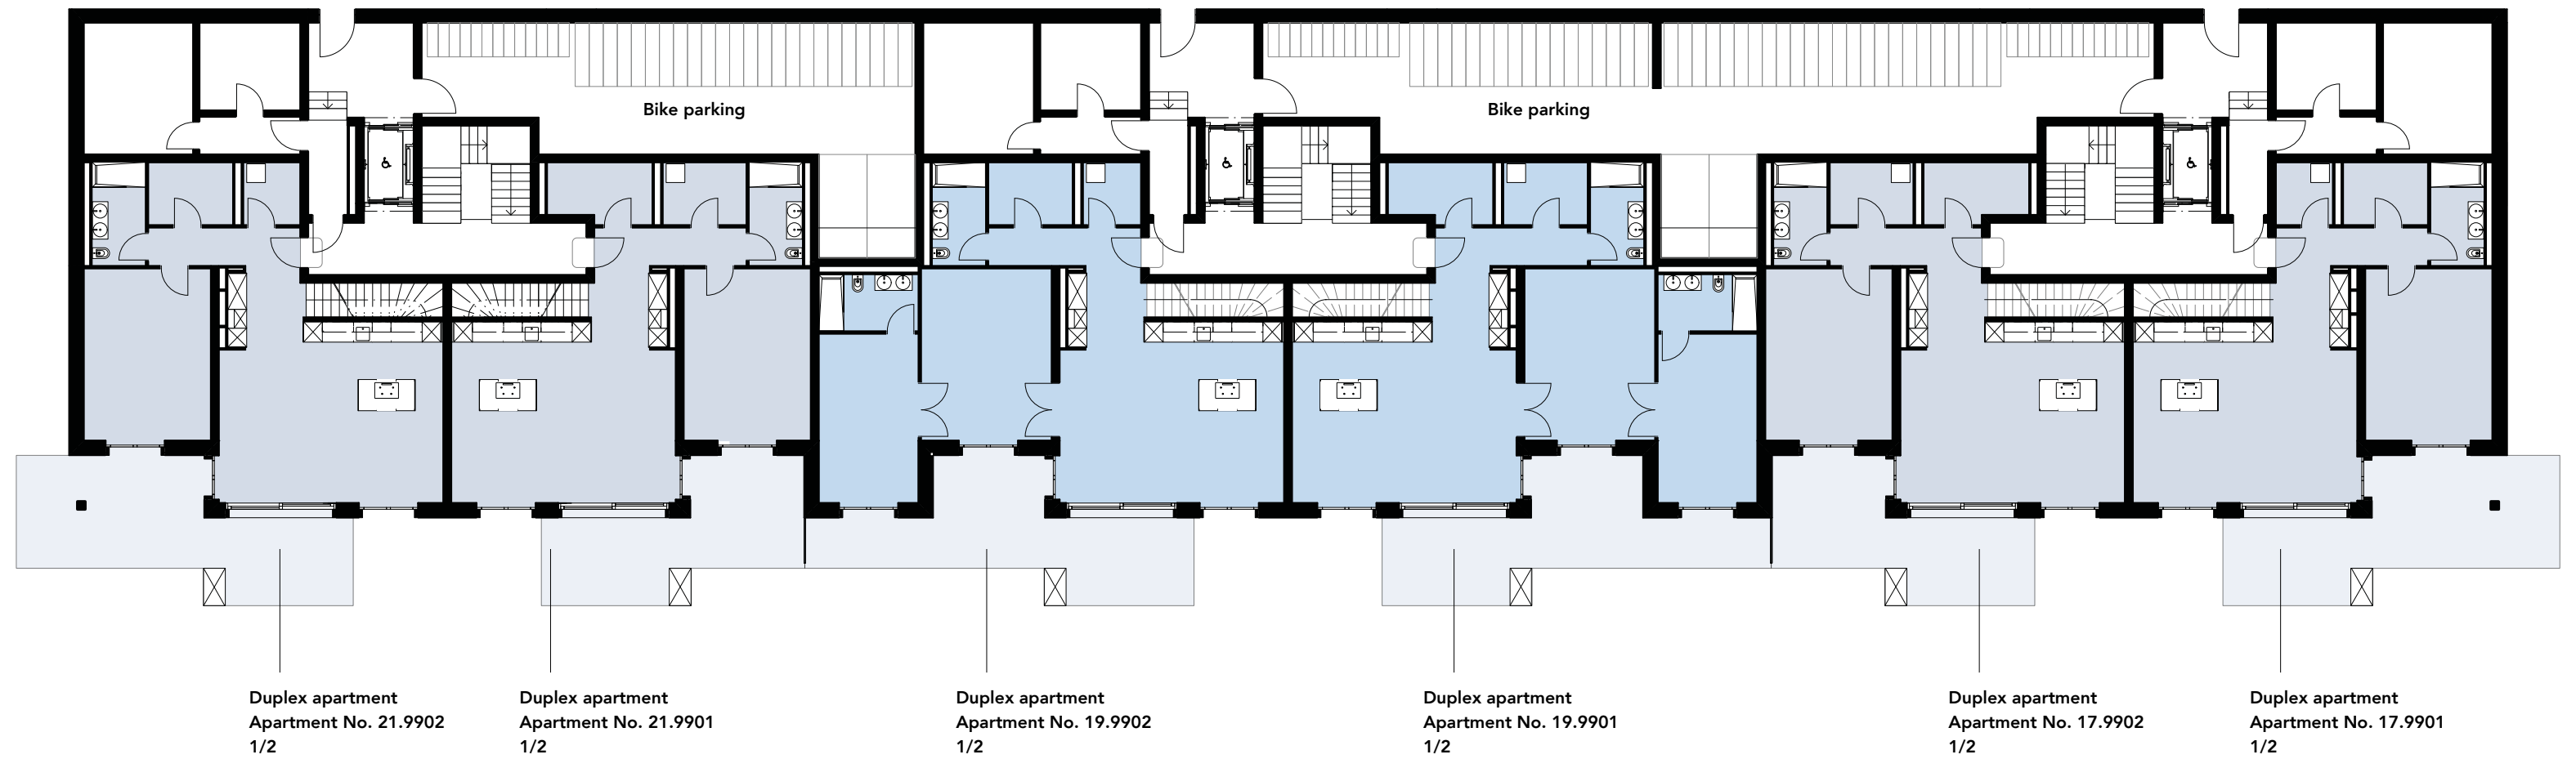 Bike parking
Bike parking
Duplex apartment
Apartment No. 21.9902
1/2
Duplex apartment
Apartment No. 21.9901
1/2
Duplex apartment
Apartment No. 19.9902
1/2
Duplex apartment
Apartment No. 19.9901
1/2
Duplex apartment
Apartment No. 17.9902
1/2
Duplex apartment
Apartment No. 17.9901
1/2